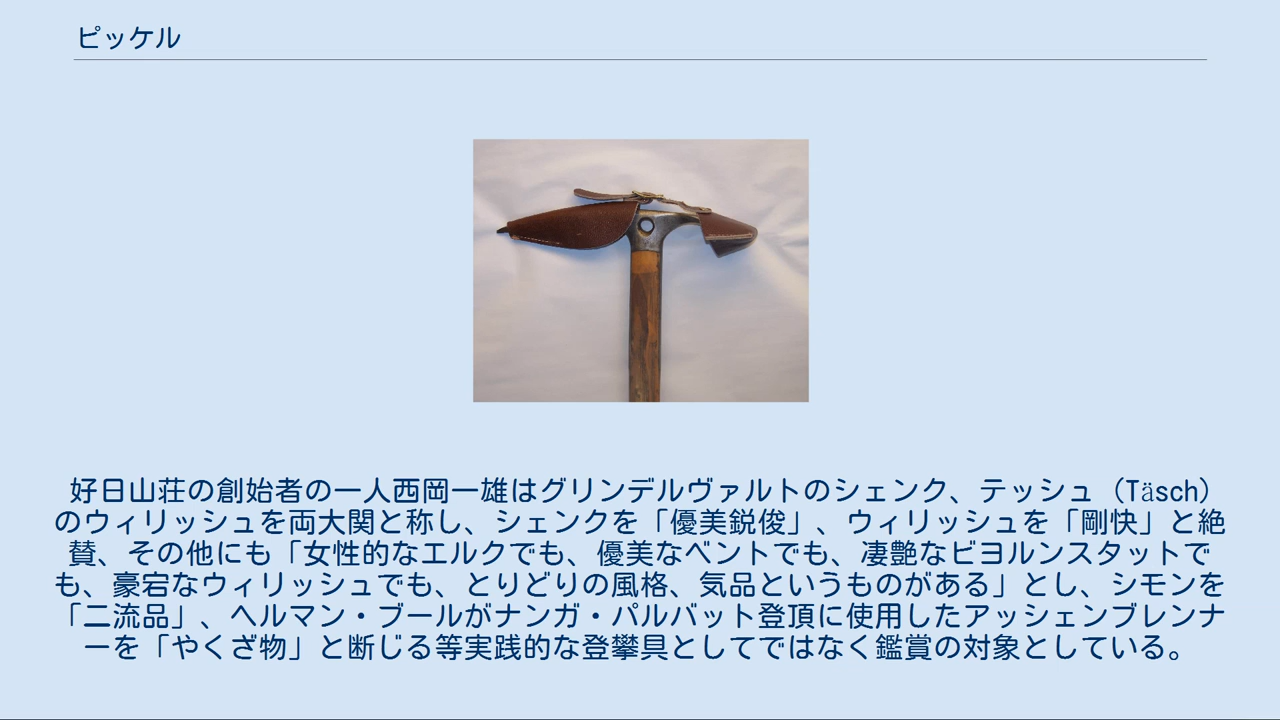 ピッケル
好日山荘の創始者の一人西岡一雄はグリンデルヴァルトのシェンク、テッシュ（Täsch）
のウィリッシュを両大関と称し、シェンクを「優美鋭俊」、ウィリッシュを「剛快」と絶
賛、その他にも「女性的なエルクでも、優美なベントでも、凄艶なビヨルンスタットで
も、豪宕なウィリッシュでも、とりどりの風格、気品というものがある」とし、シモンを
「二流品」、ヘルマン・ブールがナンガ・パルバット登頂に使用したアッシェンブレンナ
ーを「やくざ物」と断じる等実践的な登攀具としてではなく鑑賞の対象としている。